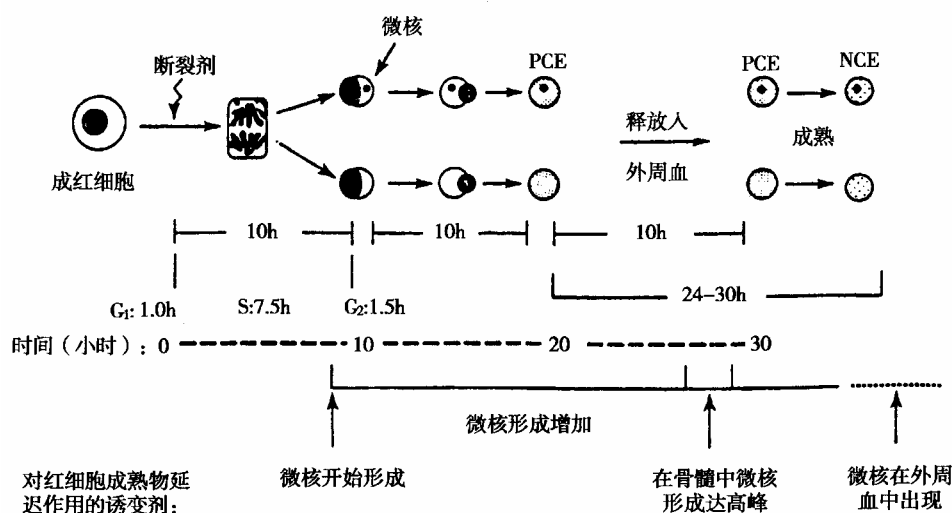 微核
断裂剂
PCE
PCE
NCE
释放入
外周血
成熟
成红细胞
10h
10h
10h
24-30h
G₁: 1.0h
S:7.5h
G₂:1.5h
时间（小时）: 0
10
20
30
微核形成增加
对红细胞成熟物延
迟作用的诱变剂：
微核开始形成
在骨髓中微核
形成达高峰
微核在外周
血中出现